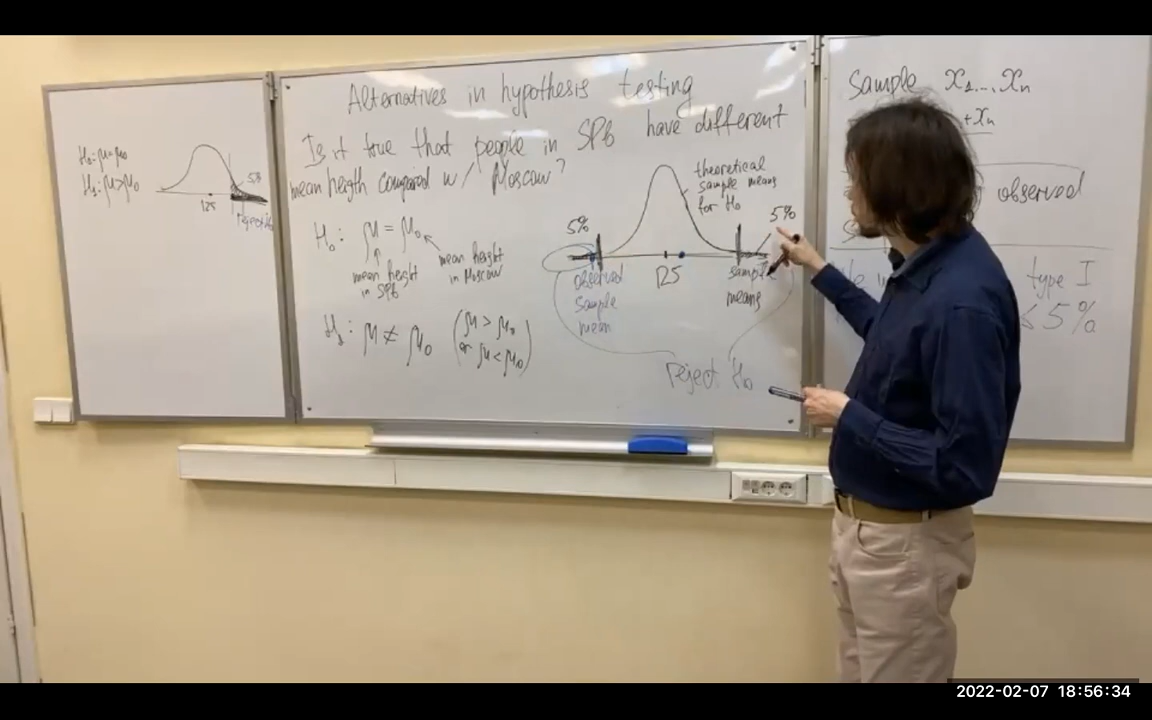 H₀: μ=μ₀
H₁: μ>μ₀
5%
125
Alternatives in hypothesis testing
Is it true that people in SPb have different
mean heigth compared w/ Moscow?
H₀: μ = μ₀
mean height
in SPb
mean height
in Moscow
H₁: μ ≠ μ₀ (μ > μ₀
or μ < μ₀)
theoretical
sample means
for H₀
5%
5%
125
observed
sample
mean
sample
means
reject H₀
Sample x₁,...,xₙ
+xₙ
observed
type I
5%
2022-02-07 18:56:34